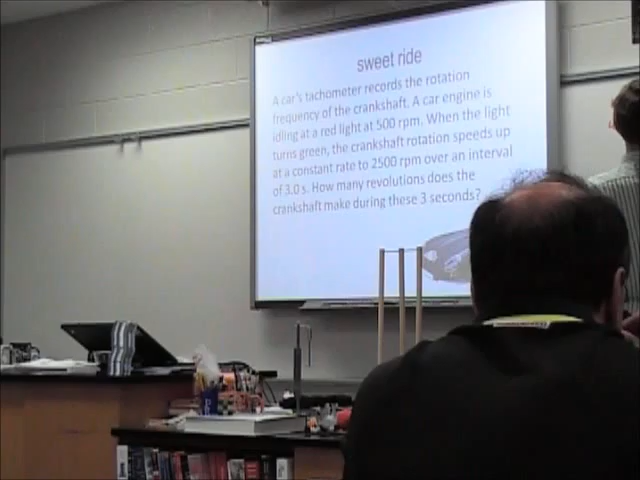 sweet ride
A car's tachometer records the rotation
frequency of the crankshaft. A car engine is
idling at a red light at 500 rpm. When the light
turns green, the crankshaft rotation speeds up
at a constant rate to 2500 rpm over an interval
of 3.0 s. How many revolutions does the
crankshaft make during these 3 seconds?